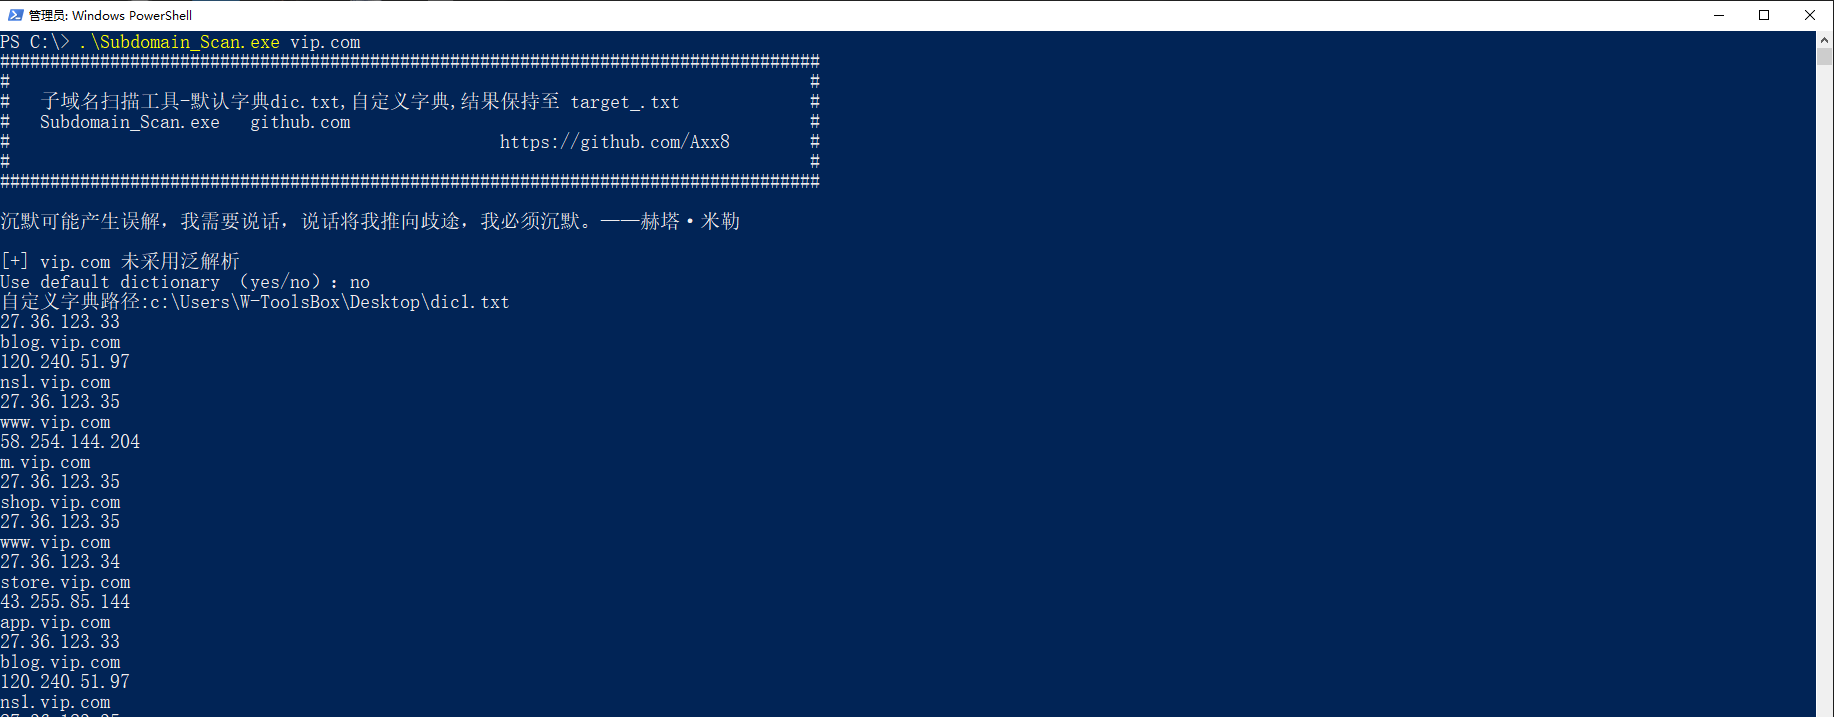 管理员: Windows PowerShell
PS C:\> .\Subdomain_Scan.exe vip.com
##################################################################################
# #
# 子域名扫描工具-默认字典dic.txt,自定义字典,结果保持至 target_.txt #
# Subdomain_Scan.exe github.com #
# https://github.com/Axx8 #
# #
##################################################################################
沉默可能产生误解，我需要说话，说话将我推向歧途，我必须沉默。——赫塔·米勒
[+] vip.com 未采用泛解析
Use default dictionary （yes/no）: no
自定义字典路径:c:\Users\W-ToolsBox\Desktop\dic1.txt
27.36.123.33
blog.vip.com
120.240.51.97
ns1.vip.com
27.36.123.35
www.vip.com
58.254.144.204
m.vip.com
27.36.123.35
shop.vip.com
27.36.123.35
www.vip.com
27.36.123.34
store.vip.com
43.255.85.144
app.vip.com
27.36.123.33
blog.vip.com
120.240.51.97
ns1.vip.com